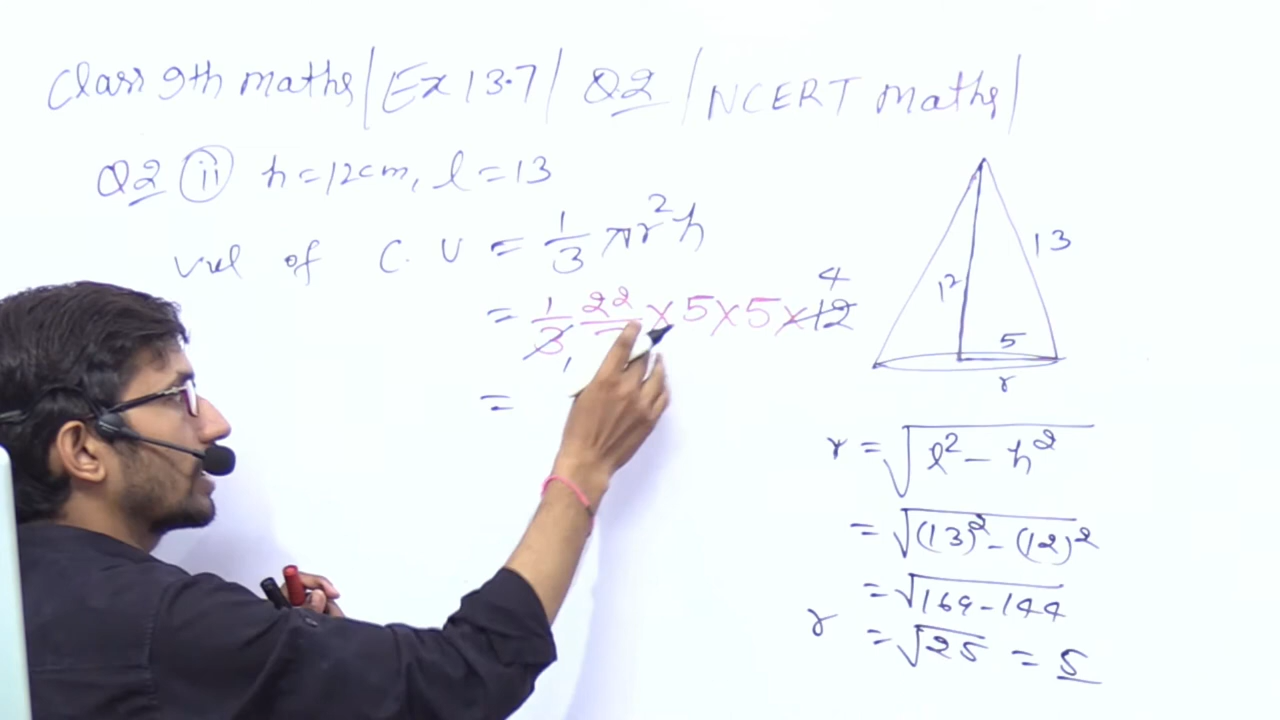 Class 9th maths / Ex 13.7 / Q2 / NCERT maths /
Q2 (ii) h = 12cm, l = 13
Vol of C.V = 1/3 πr²h
= 1/3 22/ × 5 × 5 × 12
4
1
=
12
13
5
r
r = √(l² - h²)
= √((13)² - (12)²)
= √(169 - 144)
r = √25 = 5